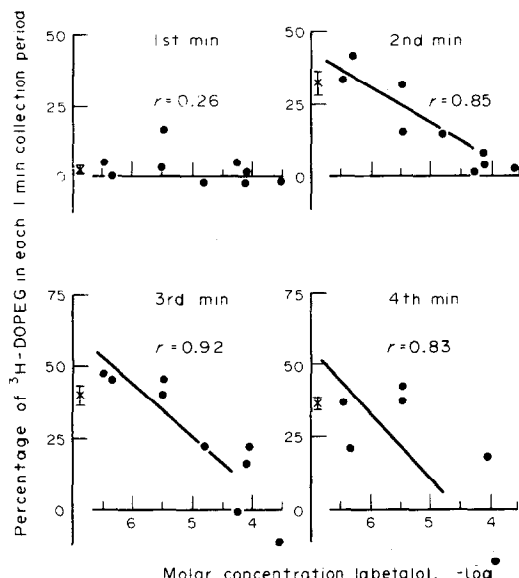 Percentage of ³H-DOPEG in each 1 min collection period
1st min
r = 0.26
50
25
0
2nd min
r = 0.85
50
25
0
3rd min
r = 0.92
75
50
25
0
6 5 4
4th min
r = 0.83
75
50
25
0
6 5 4
Molar concentration labetalol, -log